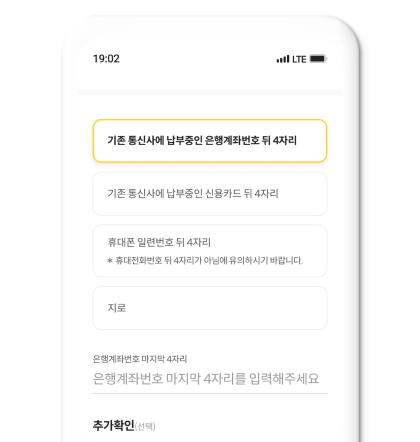 19:02 LTE
기존 통신사에 납부중인 은행계좌번호 뒤 4자리
기존 통신사에 납부중인 신용카드 뒤 4자리
휴대폰 일련번호 뒤 4자리
* 휴대전화번호 뒤 4자리가 아님에 유의하시기 바랍니다.
지로
은행계좌번호 마지막 4자리
은행계좌번호 마지막 4자리를 입력해주세요
추가확인(선택)